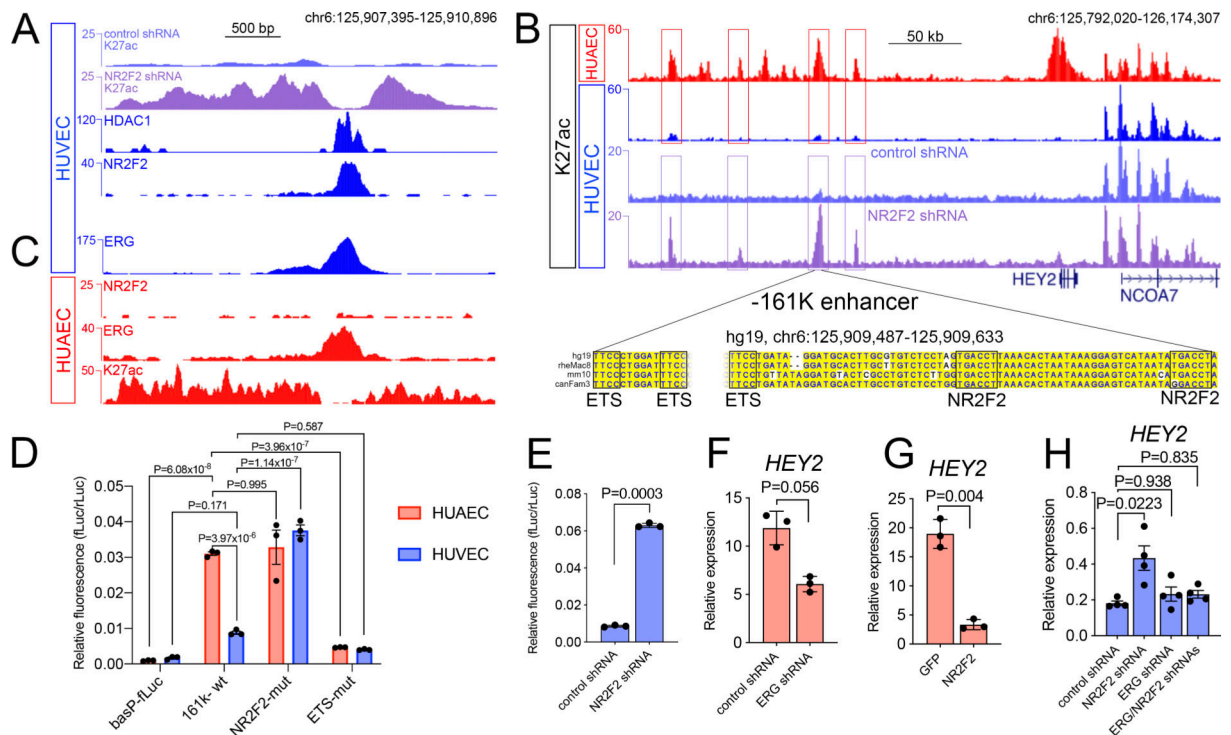 A
chr6:125,907,395-125,910,896
500 bp
HUVEC
25
control shRNA
K27ac
25
NR2F2 shRNA
K27ac
120
HDAC1
40
NR2F2
C
175
ERG
HUAEC
25
NR2F2
40
ERG
50
K27ac
B
chr6:125,792,020-126,174,307
50 kb
K27ac
HUAEC
60
HUVEC
60
20
control shRNA
20
NR2F2 shRNA
HEY2
NCOA7
-161K enhancer
hg19, chr6:125,909,487-125,909,633
hg19 TTCCCTGGATTTCC TTCCTGATA--GGATGCACTTGCGTGTCTCCTAGTGACCTTAAACACTAATAAAGGAGTCATAATATGACCTA
rheMac8 TTCCCTGGATTTCC TTCCTGATA--GGATGCACTTGCTTGTCTCCTAGTGACCTTAAACACTAATAAAGGAGTCATAATATGACCTA
mm10
canFam3
ETS ETS ETS NR2F2 NR2F2
D
P=0.587
P=3.96x10-7
P=6.08x10-8
P=1.14x10-7
P=0.995
P=0.171
P=3.97x10-6
Relative fluorescence (fLuc/rLuc)
0.05
0.04
0.03
0.02
0.01
0.00
basP-fLuc
161k- wt
NR2F2-mut
ETS-mut
HUAEC
HUVEC
E
P=0.0003
Relative fluorescence (fLuc/rLuc)
0.08
0.06
0.04
0.02
0.00
control shRNA
NR2F2 shRNA
F
HEY2
P=0.056
Relative expression
15
10
5
0
control shRNA
ERG shRNA
G
HEY2
P=0.004
Relative expression
25
20
15
10
5
0
GFP
NR2F2
H
HEY2
P=0.835
P=0.938
P=0.0223
Relative expression
0.8
0.6
0.4
0.2
0.0
control shRNA
NR2F2 shRNA
ERG shRNA
ERG/NR2F2 shRNAs